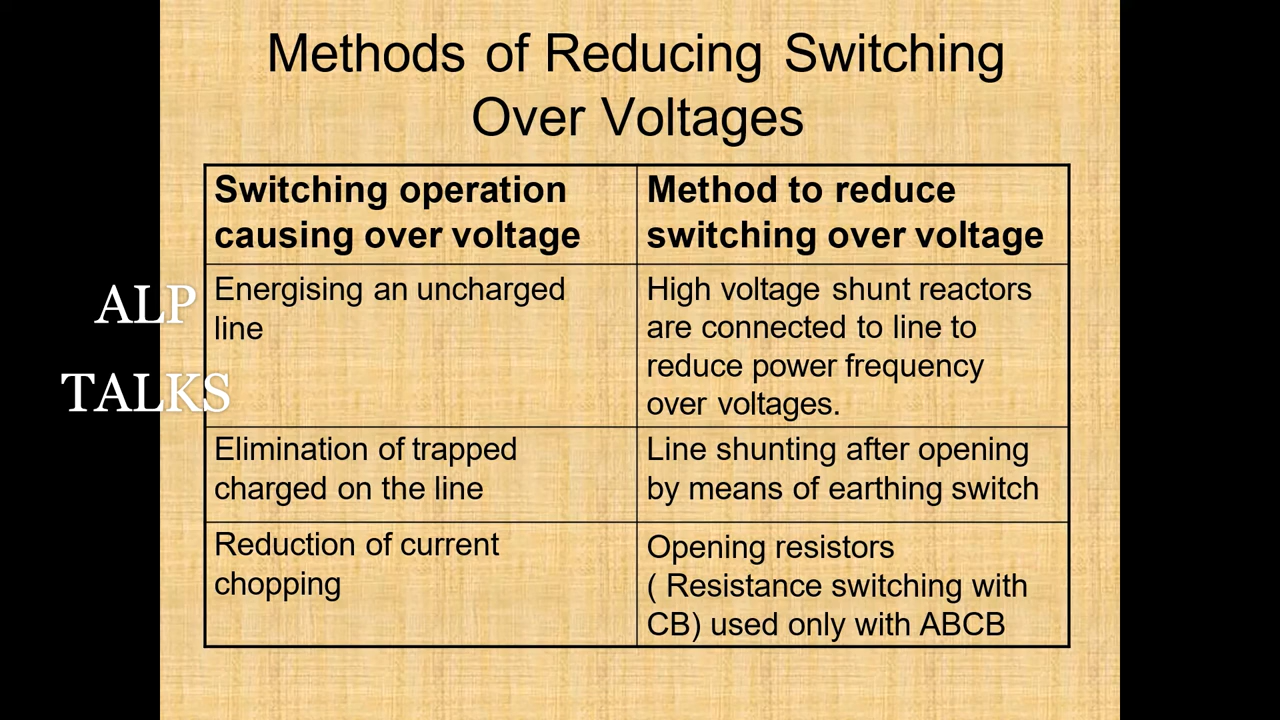 Methods of Reducing Switching
Over Voltages
Switching operation
causing over voltage
Method to reduce
switching over voltage
Energising an uncharged
line
High voltage shunt reactors
are connected to line to
reduce power frequency
over voltages.
Elimination of trapped
charged on the line
Line shunting after opening
by means of earthing switch
Reduction of current
chopping
Opening resistors
( Resistance switching with
CB) used only with ABCB
ALP
TALKS